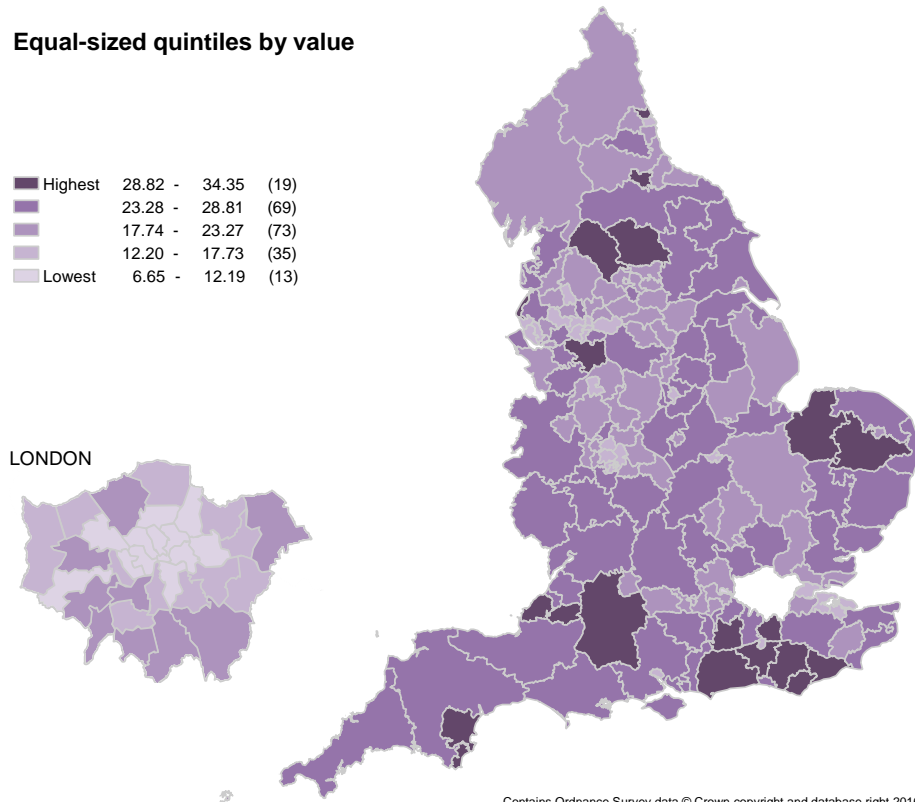 Equal-sized quintiles by value
Highest 28.82 - 34.35 (19)
23.28 - 28.81 (69)
17.74 - 23.27 (73)
12.20 - 17.73 (35)
Lowest 6.65 - 12.19 (13)
LONDON
Contains Ordnance Survey data © Crown copyright and database right 201